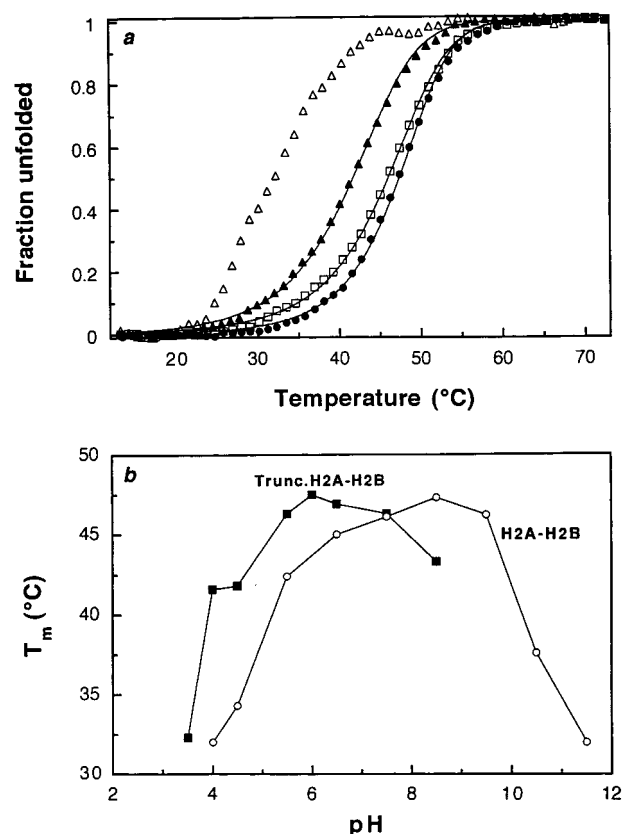 a
Fraction unfolded
1
0.8
0.6
0.4
0.2
0
20 30 40 50 60 70
Temperature (°C)
b
Trunc.H2A-H2B
H2A-H2B
Tm (°C)
50
45
40
35
30
2 4 6 8 10 12
pH